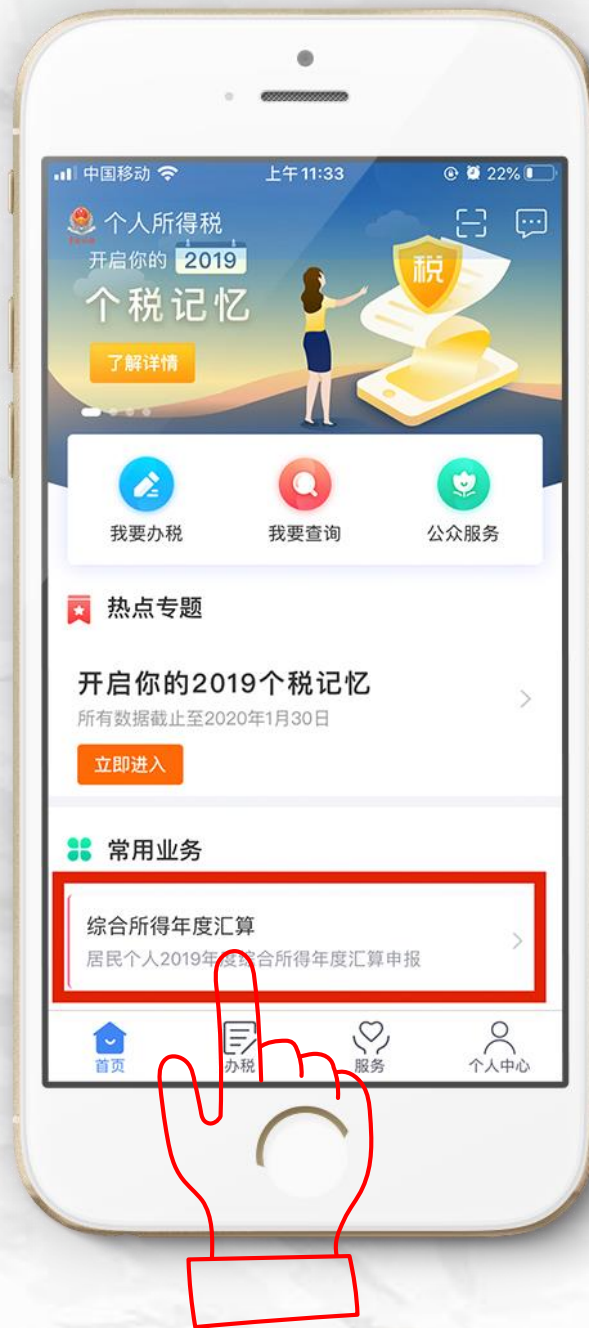 中国移动
上午11:33
22%
个人所得税
开启你的 2019
税
个税记忆
了解详情
我要办税
我要查询
公众服务
热点专题
开启你的2019个税记忆
所有数据截止至2020年1月30日
立即进入
常用业务
综合所得年度汇算
居民个人2019年度综合所得年度汇算申报
首页
办税
服务
个人中心